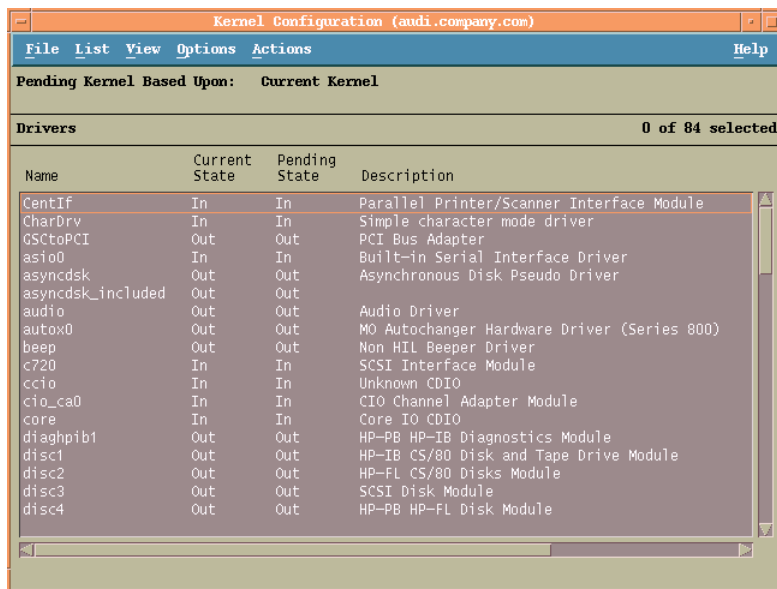 Kernel Configuration (audi.company.com)
File List View Options Actions Help
Pending Kernel Based Upon: Current Kernel
Drivers 0 of 84 selected
Current Pending
Name State State Description
CentIf In In Parallel Printer/Scanner Interface Module
CharDrv In In Simple character mode driver
GSCtoPCI Out Out PCI Bus Adapter
asio0 In In Built-in Serial Interface Driver
asyncdsk Out Out Asynchronous Disk Pseudo Driver
asyncdsk_included Out Out
audio Out Out Audio Driver
autox0 Out Out MO Autochanger Hardware Driver (Series 800)
beep Out Out Non HIL Beeper Driver
c720 In In SCSI Interface Module
ccio In In Unknown CDIO
cio_ca0 In In CIO Channel Adapter Module
core In In Core IO CDIO
diaghpib1 Out Out HP-PB HP-IB Diagnostics Module
disc1 Out Out HP-IB CS/80 Disk and Tape Drive Module
disc2 Out Out HP-FL CS/80 Disks Module
disc3 Out Out SCSI Disk Module
disc4 Out Out HP-PB HP-FL Disk Module